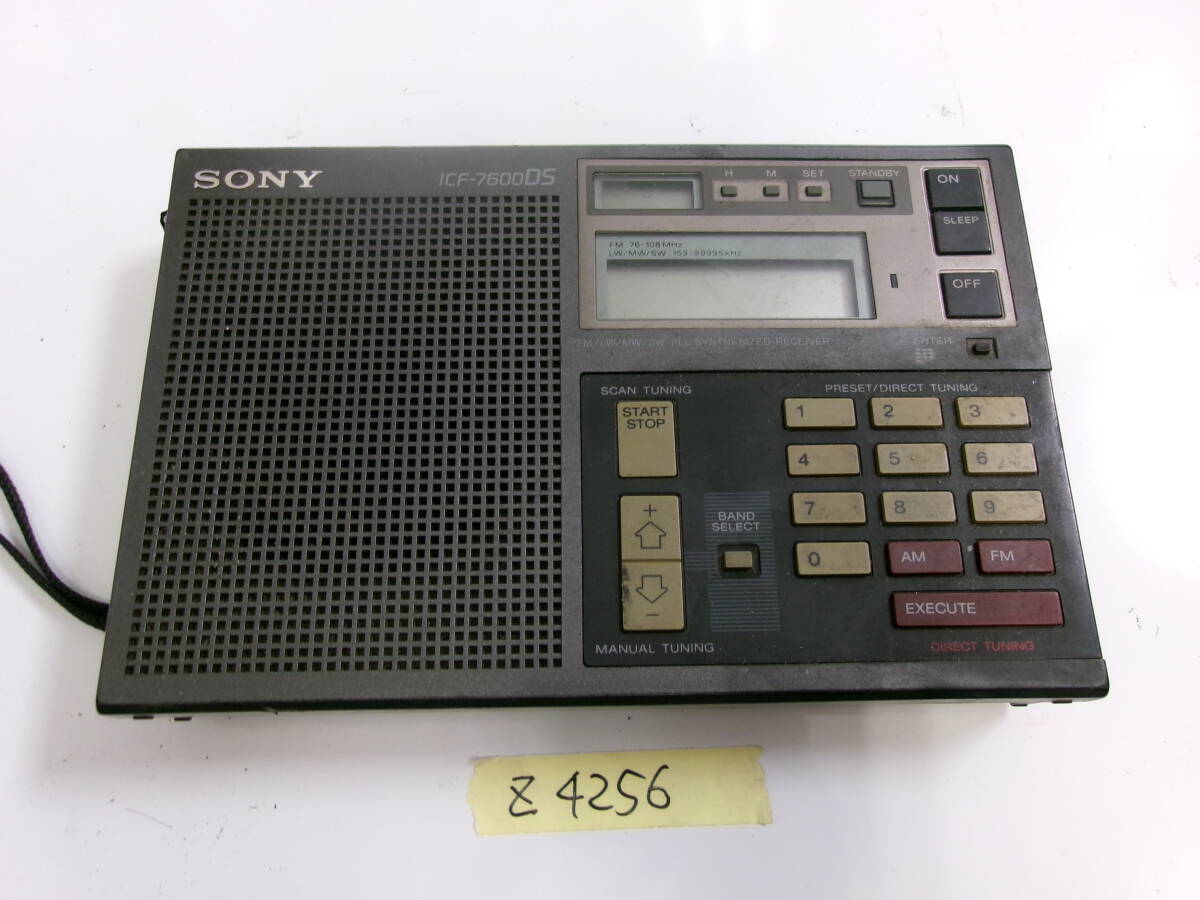 SONY
ICF-7600DS
H M SET STANDBY
ON
SLEEP
OFF
FM 76-108MHz
LW/MW/SW 153-29995kHz
FM/LW/MW/SW PLL SYNTHESIZED RECEIVER
ENTER
SCAN TUNING
START
STOP
+
−
MANUAL TUNING
BAND
SELECT
PRESET/DIRECT TUNING
1 2 3
4 5 6
7 8 9
0 AM FM
EXECUTE
DIRECT TUNING
Z 4256